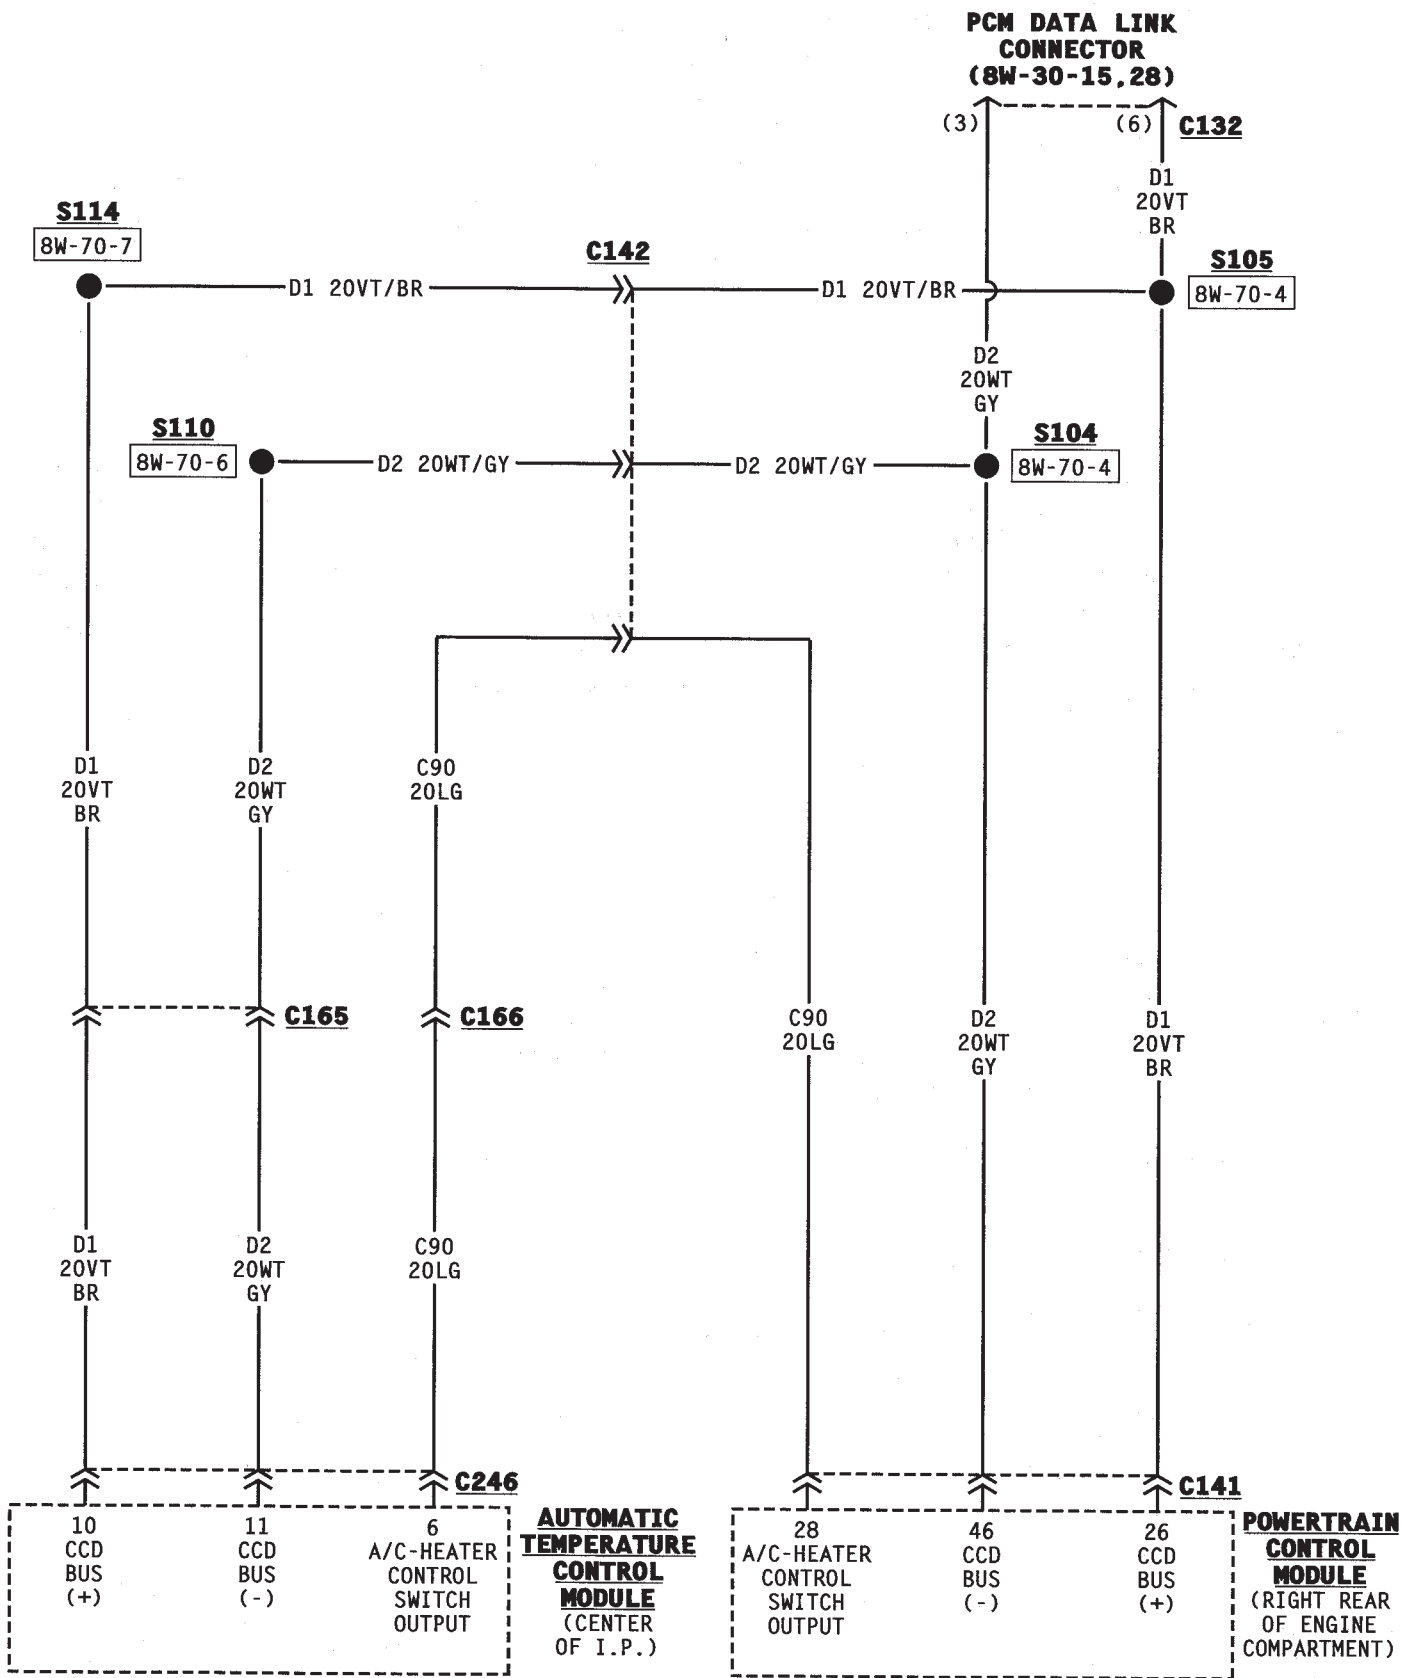 PCM DATA LINK
CONNECTOR
(8W-30-15,28)
(3)
(6)
C132
D1
20VT
BR
S114
8W-70-7
C142
S105
8W-70-4
D1 20VT/BR
D1 20VT/BR
D2
20WT
GY
S110
8W-70-6
S104
8W-70-4
D2 20WT/GY
D2 20WT/GY
D1
20VT
BR
D2
20WT
GY
C90
20LG
C165
C166
C90
20LG
D2
20WT
GY
D1
20VT
BR
D1
20VT
BR
D2
20WT
GY
C90
20LG
C246
C141
10
CCD
BUS
(+)
11
CCD
BUS
(-)
6
A/C-HEATER
CONTROL
SWITCH
OUTPUT
AUTOMATIC
TEMPERATURE
CONTROL
MODULE
(CENTER
OF I.P.)
28
A/C-HEATER
CONTROL
SWITCH
OUTPUT
46
CCD
BUS
(-)
26
CCD
BUS
(+)
POWERTRAIN
CONTROL
MODULE
(RIGHT REAR
OF ENGINE
COMPARTMENT)